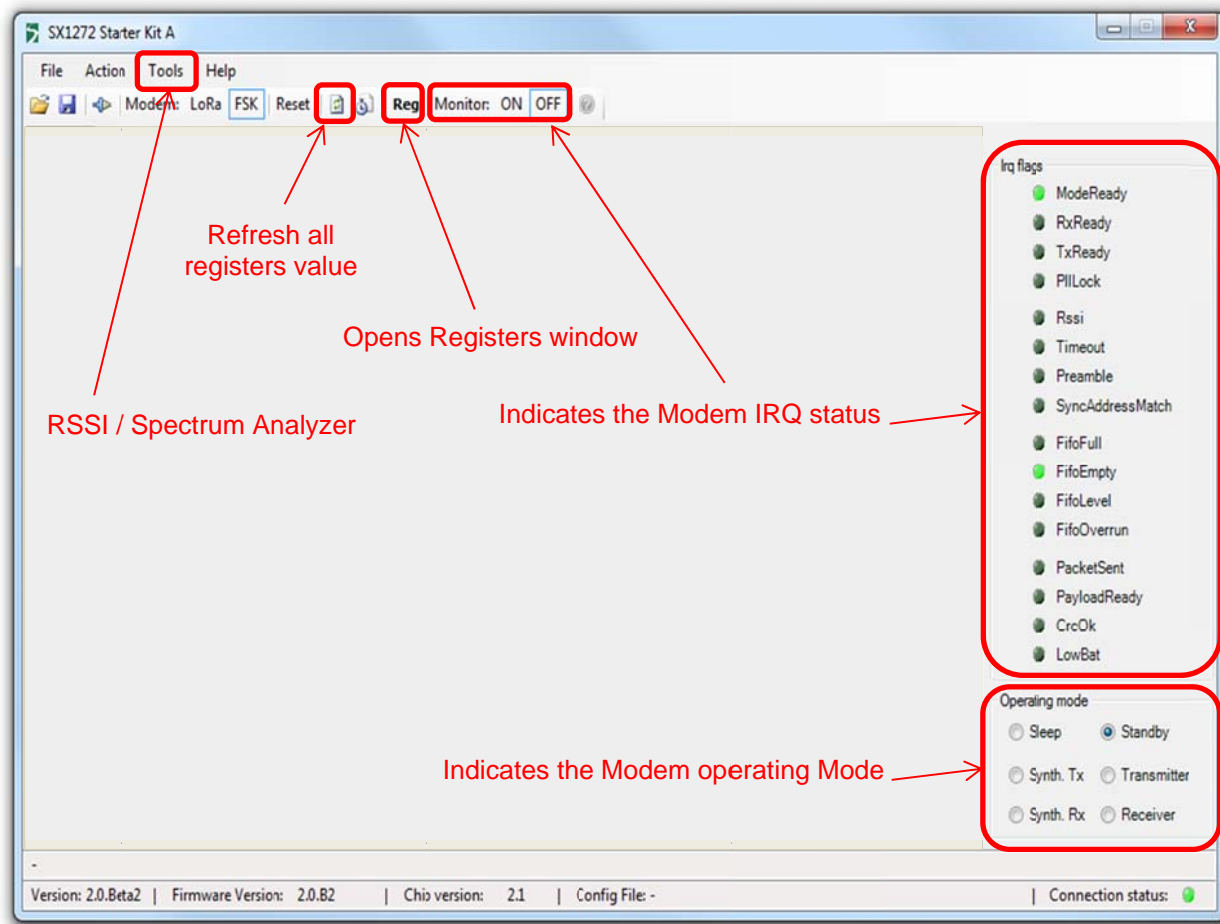 SX1272 Starter Kit A
File Action Tools Help
Modem: LoRa FSK Reset Reg Monitor: ON OFF
Refresh all
registers value
Opens Registers window
RSSI / Spectrum Analyzer
Indicates the Modem IRQ status
Irq flags
ModeReady
RxReady
TxReady
PllLock
Rssi
Timeout
Preamble
SyncAddressMatch
FifoFull
FifoEmpty
FifoLevel
FifoOverrun
PacketSent
PayloadReady
CrcOk
LowBat
Operating mode
Sleep Standby
Synth. Tx Transmitter
Synth. Rx Receiver
Indicates the Modem operating Mode
-
Version: 2.0.Beta2 | Firmware Version: 2.0.B2 | Chip version: 2.1 | Config File: - | Connection status: